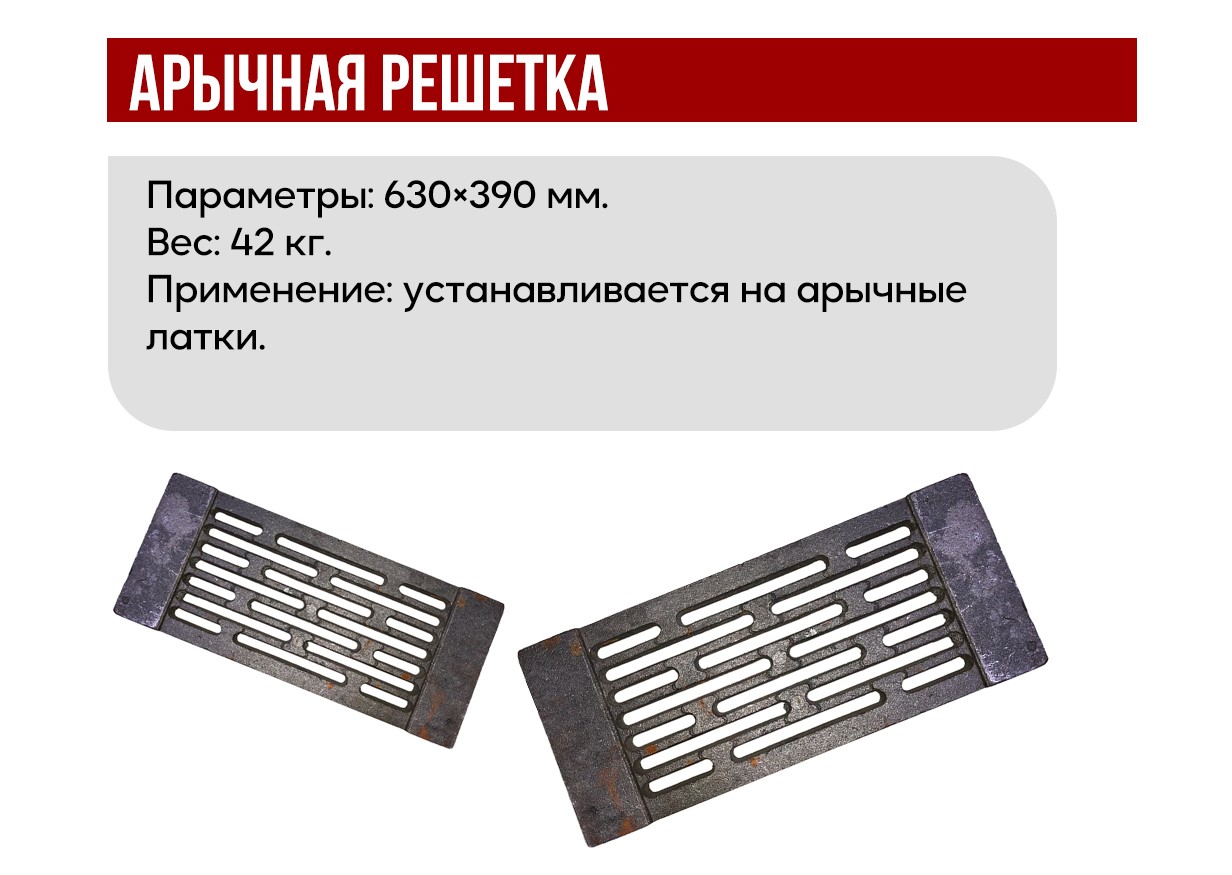 АРЫЧНАЯ РЕШЕТКА
Параметры: 630×390 мм.
Вес: 42 кг.
Применение: устанавливается на арычные
латки.